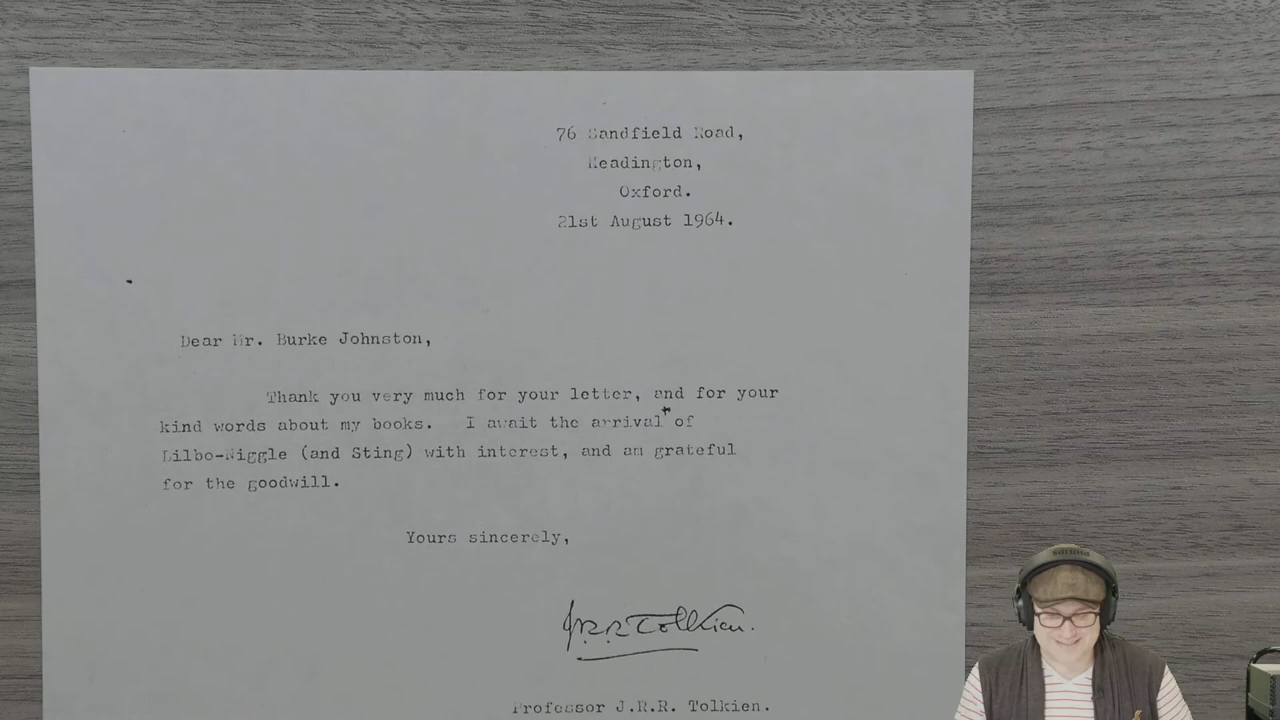 76 Sandfield Road,
Headington,
Oxford.
21st August 1964.
Dear Mr. Burke Johnston,
Thank you very much for your letter, and for your
kind words about my books. I await the arrival of
Bilbo-Niggle (and Sting) with interest, and am grateful
for the goodwill.
Yours sincerely,
J.R.R. Tolkien.
Professor J.R.R. Tolkien.